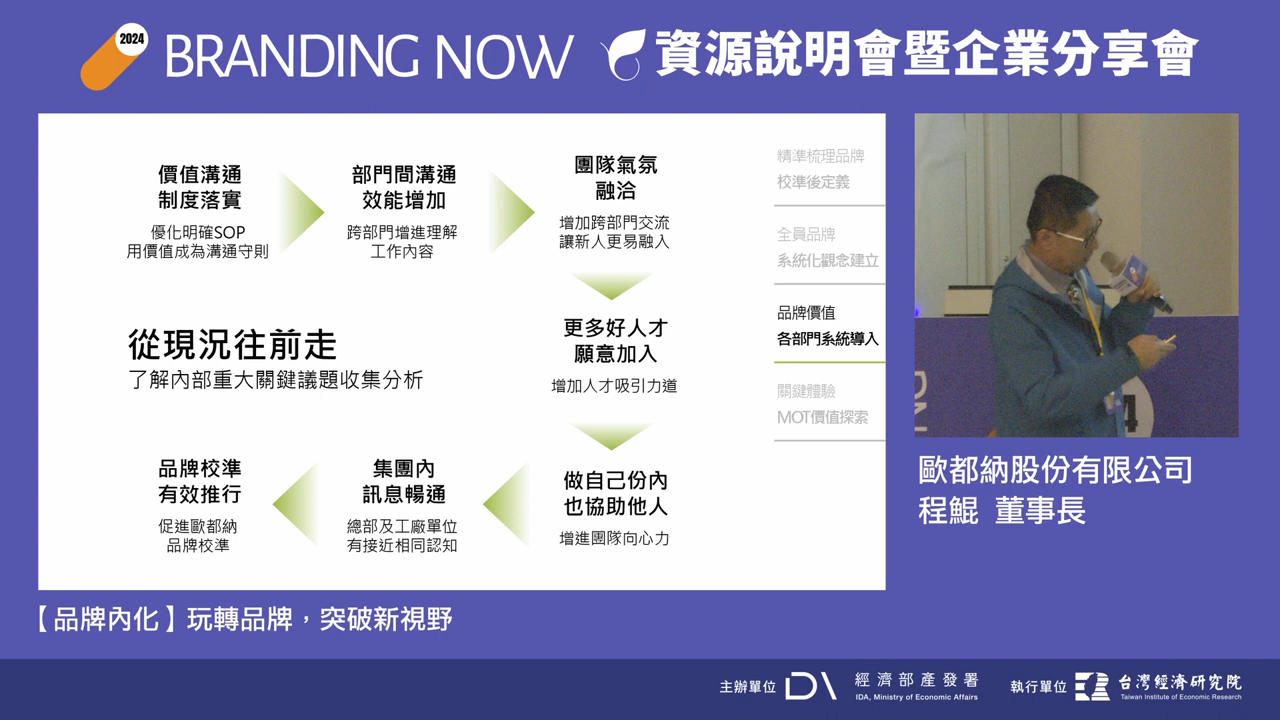 2024
BRANDING NOW
資源說明會暨企業分享會
價值溝通
制度落實
優化明確SOP
用價值成為溝通守則
部門間溝通
效能增加
跨部門增進理解
工作內容
團隊氣氛
融洽
增加跨部門交流
讓新人更易融入
從現況往前走
了解內部重大關鍵議題收集分析
更多好人才
願意加入
增加人才吸引力道
品牌校準
有效推行
促進歐都納
品牌校準
集團內
訊息暢通
總部及工廠單位
有接近相同認知
做自己份內
也協助他人
增進團隊向心力
精準梳理品牌
校準後定義
全員品牌
系統化觀念建立
品牌價值
各部門系統導入
關鍵體驗
MOT價值探索
歐都納股份有限公司
程鯤 董事長
【品牌內化】玩轉品牌，突破新視野
主辦單位
經濟部產發署
IDA, Ministry of Economic Affairs
執行單位
台灣經濟研究院
Taiwan Institute of Economic Research